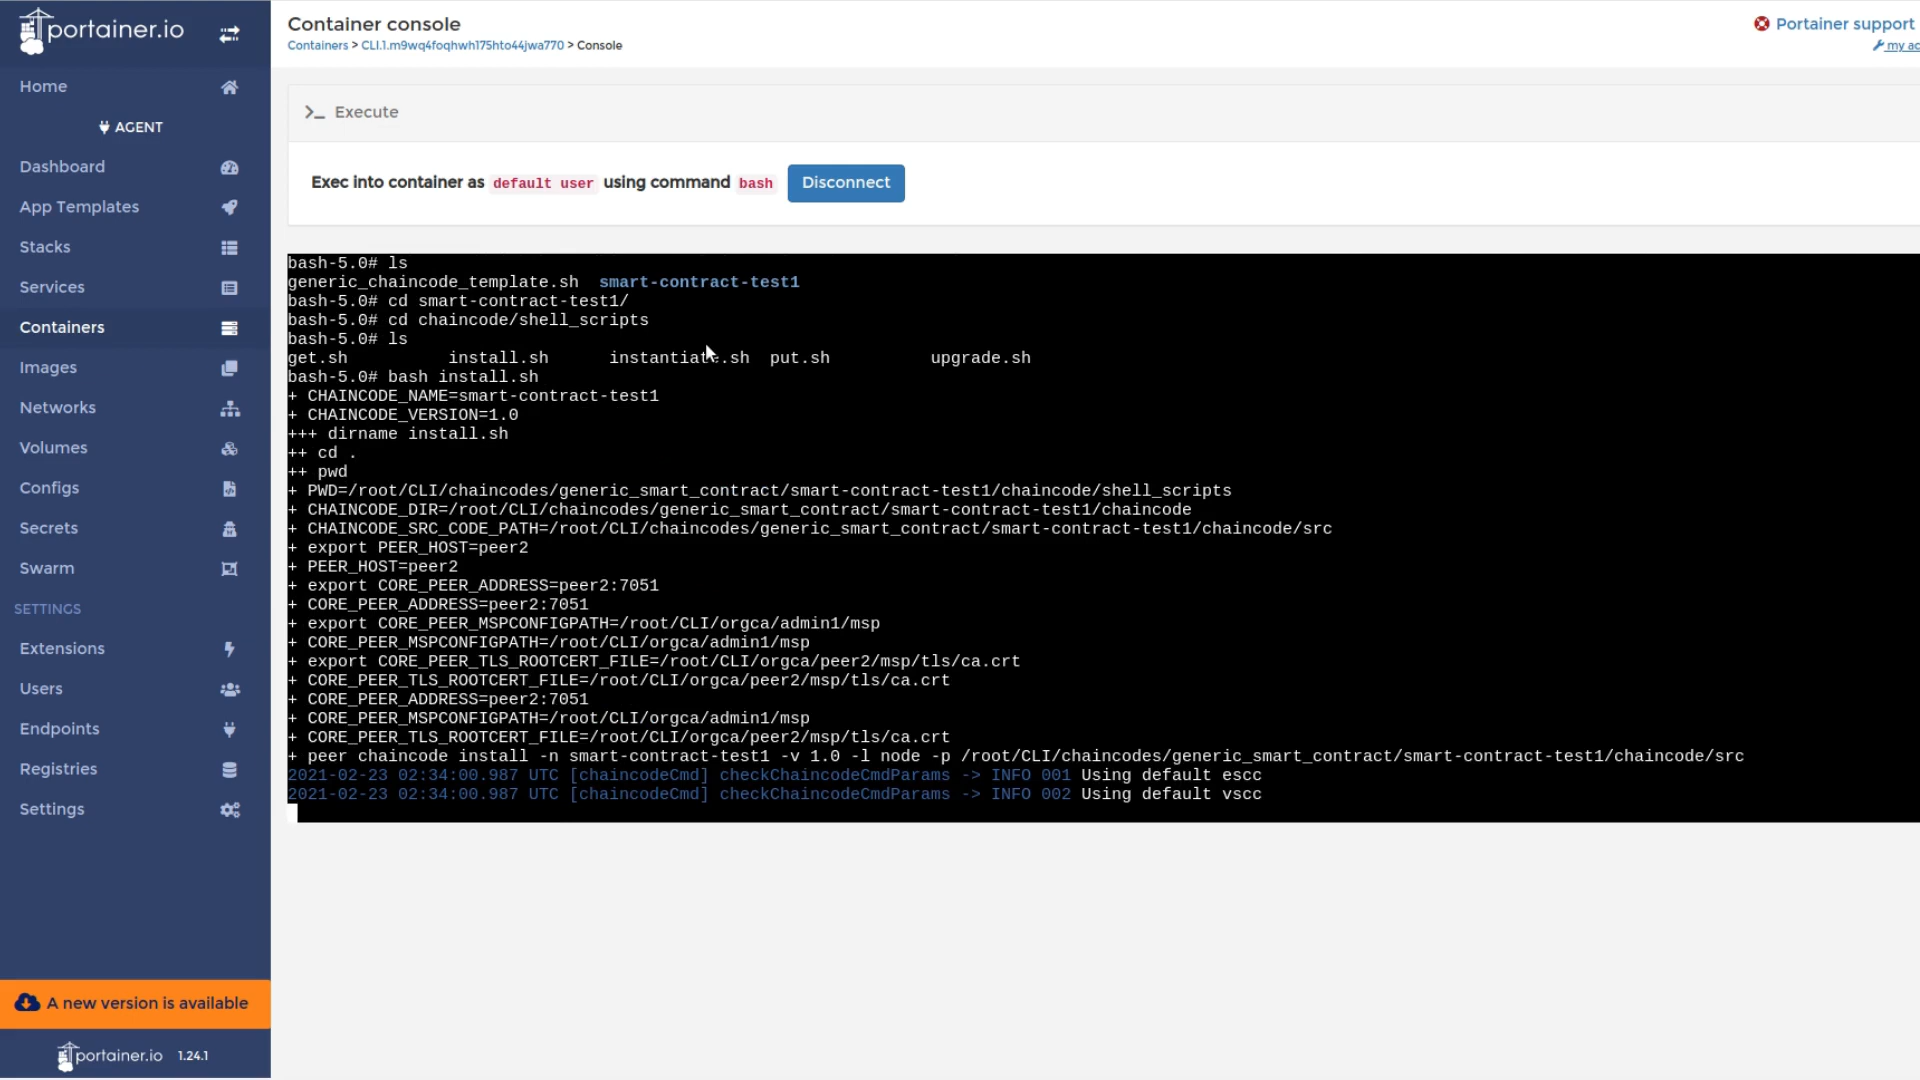 portainer.io
Home
AGENT
Dashboard
App Templates
Stacks
Services
Containers
Images
Networks
Volumes
Configs
Secrets
Swarm
SETTINGS
Extensions
Users
Endpoints
Registries
Settings
A new version is available
portainer.io 1.24.1
Container console
Containers > CLI.1.m9wq4foqhwh175hto44jwa770 > Console
Portainer support
my ac
>_ Execute
Exec into container as default user using command bash Disconnect
bash-5.0# ls
generic_chaincode_template.sh smart-contract-test1
bash-5.0# cd smart-contract-test1/
bash-5.0# cd chaincode/shell_scripts
bash-5.0# ls
get.sh install.sh instantiate.sh put.sh upgrade.sh
bash-5.0# bash install.sh
+ CHAINCODE_NAME=smart-contract-test1
+ CHAINCODE_VERSION=1.0
+++ dirname install.sh
++ cd .
++ pwd
+ PWD=/root/CLI/chaincodes/generic_smart_contract/smart-contract-test1/chaincode/shell_scripts
+ CHAINCODE_DIR=/root/CLI/chaincodes/generic_smart_contract/smart-contract-test1/chaincode
+ CHAINCODE_SRC_CODE_PATH=/root/CLI/chaincodes/generic_smart_contract/smart-contract-test1/chaincode/src
+ export PEER_HOST=peer2
+ PEER_HOST=peer2
+ export CORE_PEER_ADDRESS=peer2:7051
+ CORE_PEER_ADDRESS=peer2:7051
+ export CORE_PEER_MSPCONFIGPATH=/root/CLI/orgca/admin1/msp
+ CORE_PEER_MSPCONFIGPATH=/root/CLI/orgca/admin1/msp
+ export CORE_PEER_TLS_ROOTCERT_FILE=/root/CLI/orgca/peer2/msp/tls/ca.crt
+ CORE_PEER_TLS_ROOTCERT_FILE=/root/CLI/orgca/peer2/msp/tls/ca.crt
+ CORE_PEER_ADDRESS=peer2:7051
+ CORE_PEER_MSPCONFIGPATH=/root/CLI/orgca/admin1/msp
+ CORE_PEER_TLS_ROOTCERT_FILE=/root/CLI/orgca/peer2/msp/tls/ca.crt
+ peer chaincode install -n smart-contract-test1 -v 1.0 -l node -p /root/CLI/chaincodes/generic_smart_contract/smart-contract-test1/chaincode/src
2021-02-23 02:34:00.987 UTC [chaincodeCmd] checkChaincodeCmdParams -> INFO 001 Using default escc
2021-02-23 02:34:00.987 UTC [chaincodeCmd] checkChaincodeCmdParams -> INFO 002 Using default vscc